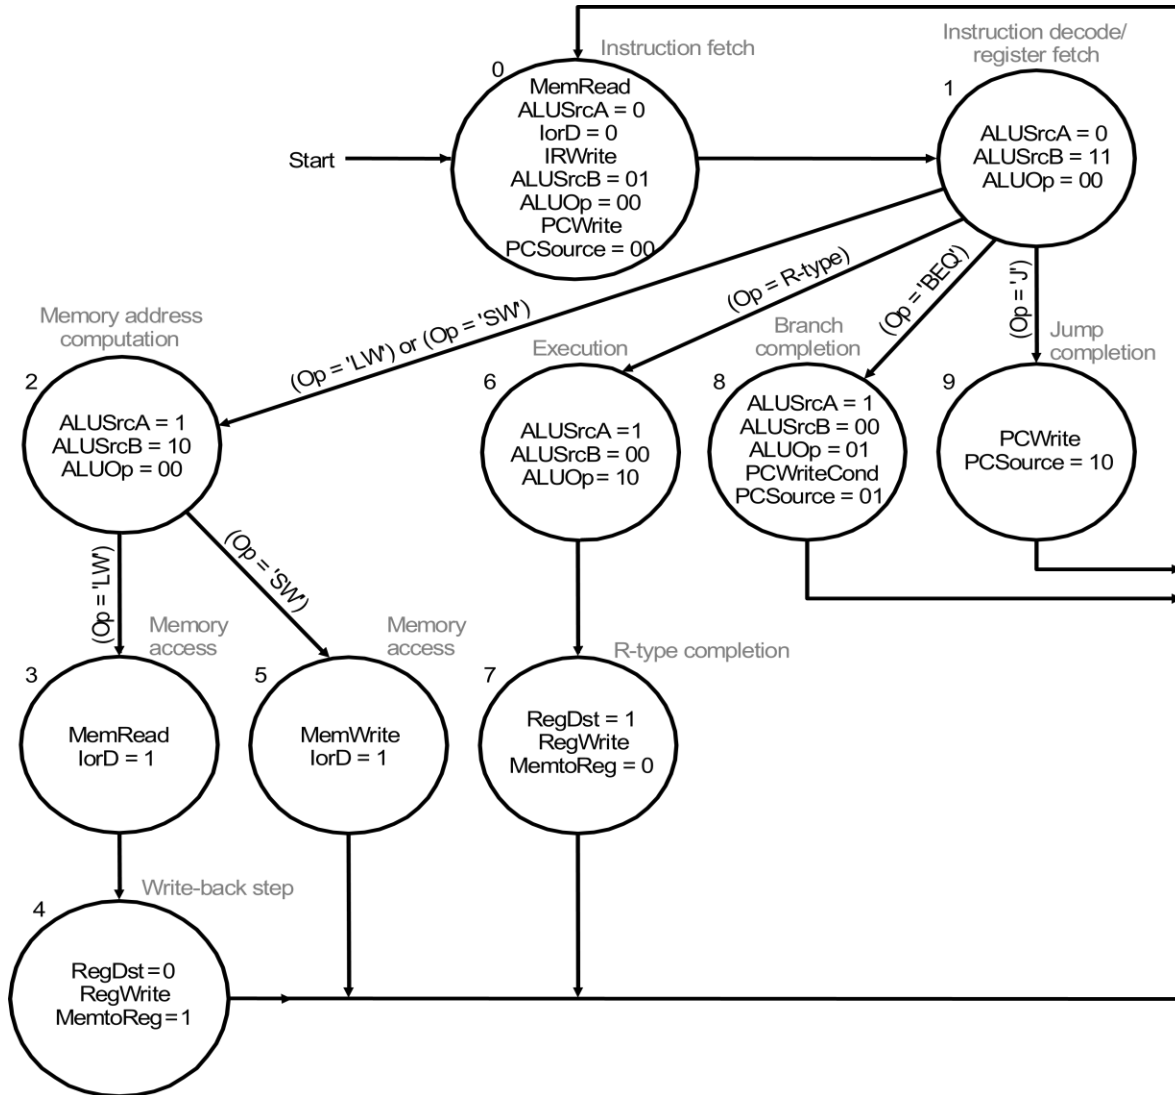 Instruction fetch
0
MemRead
ALUSrcA = 0
IorD = 0
IRWrite
ALUSrcB = 01
ALUOp = 00
PCWrite
PCSource = 00
Start
Instruction decode/
register fetch
1
ALUSrcA = 0
ALUSrcB = 11
ALUOp = 00
(Op = 'LW') or (Op = 'SW')
(Op = R-type)
(Op = 'BEQ')
(Op = 'J')
Memory address
computation
2
ALUSrcA = 1
ALUSrcB = 10
ALUOp = 00
Execution
6
ALUSrcA =1
ALUSrcB = 00
ALUOp= 10
Branch
completion
8
ALUSrcA = 1
ALUSrcB = 00
ALUOp = 01
PCWriteCond
PCSource = 01
Jump
completion
9
PCWrite
PCSource = 10
(Op = 'LW')
(Op = 'SW')
Memory
access
3
MemRead
IorD = 1
Memory
access
5
MemWrite
IorD = 1
R-type completion
7
RegDst = 1
RegWrite
MemtoReg = 0
Write-back step
4
RegDst=0
RegWrite
MemtoReg=1